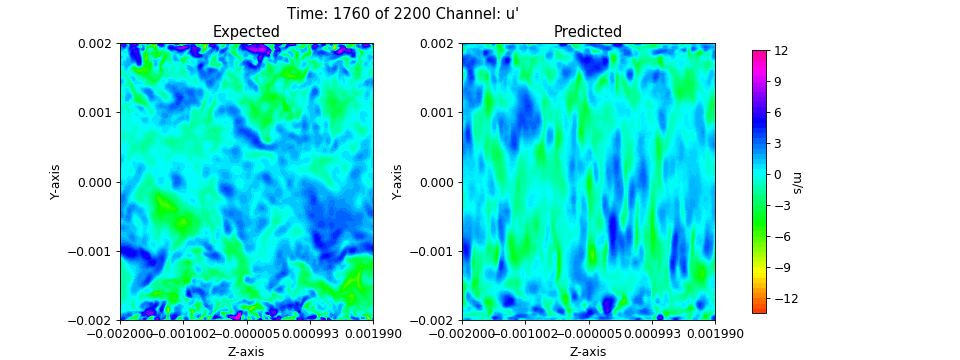 Time: 1760 of 2200 Channel: u'
Expected
Predicted
0.002
0.001
0.000
−0.001
−0.002
Y-axis
−0.002000 −0.001002 −0.000005 0.000993 0.001990
Z-axis
0.002
0.001
0.000
−0.001
−0.002
Y-axis
−0.002000 −0.001002 −0.000005 0.000993 0.001990
Z-axis
12
9
6
3
0
−3
−6
−9
−12
m/s